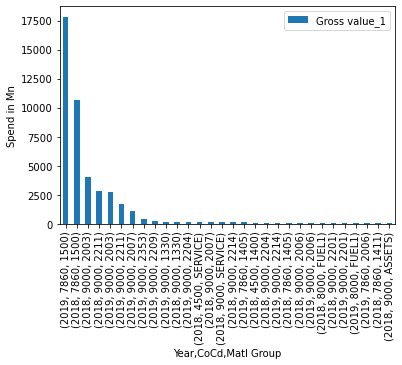 Gross value_1
17500
15000
12500
10000
7500
5000
2500
0
Spend in Mn
(2019, 7860, 1500)
(2018, 7860, 1500)
(2018, 9000, 2003)
(2018, 9000, 2211)
(2019, 9000, 2003)
(2019, 9000, 2211)
(2019, 9000, 2007)
(2019, 9000, 2353)
(2018, 9000, 2209)
(2019, 9000, 1330)
(2018, 9000, 1330)
(2019, 9000, 2204)
(2018, 4500, SERVICE)
(2018, 9000, 2007)
(2018, 9000, SERVICE)
(2018, 9000, 2214)
(2019, 7860, 1405)
(2018, 4500, 1400)
(2018, 9000, 2204)
(2019, 9000, 2214)
(2018, 7860, 1405)
(2018, 9000, 2006)
(2019, 9000, 2006)
(2018, 8000, FUEL1)
(2018, 9000, 2201)
(2019, 9000, 2201)
(2019, 8000, FUEL1)
(2019, 7860, 2006)
(2018, 7860, 1411)
(2018, 9000, ASSETS)
Year,CoCd,Matl Group